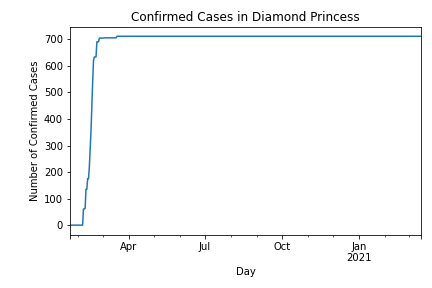 Confirmed Cases in Diamond Princess
Number of Confirmed Cases
700
600
500
400
300
200
100
0
Apr
Jul
Oct
Jan
2021
Day